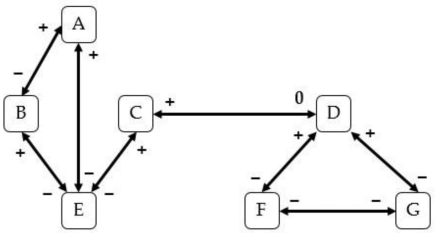 + A
+
−
B C + 0 D
+ + + +
− − − − −
E F − − G